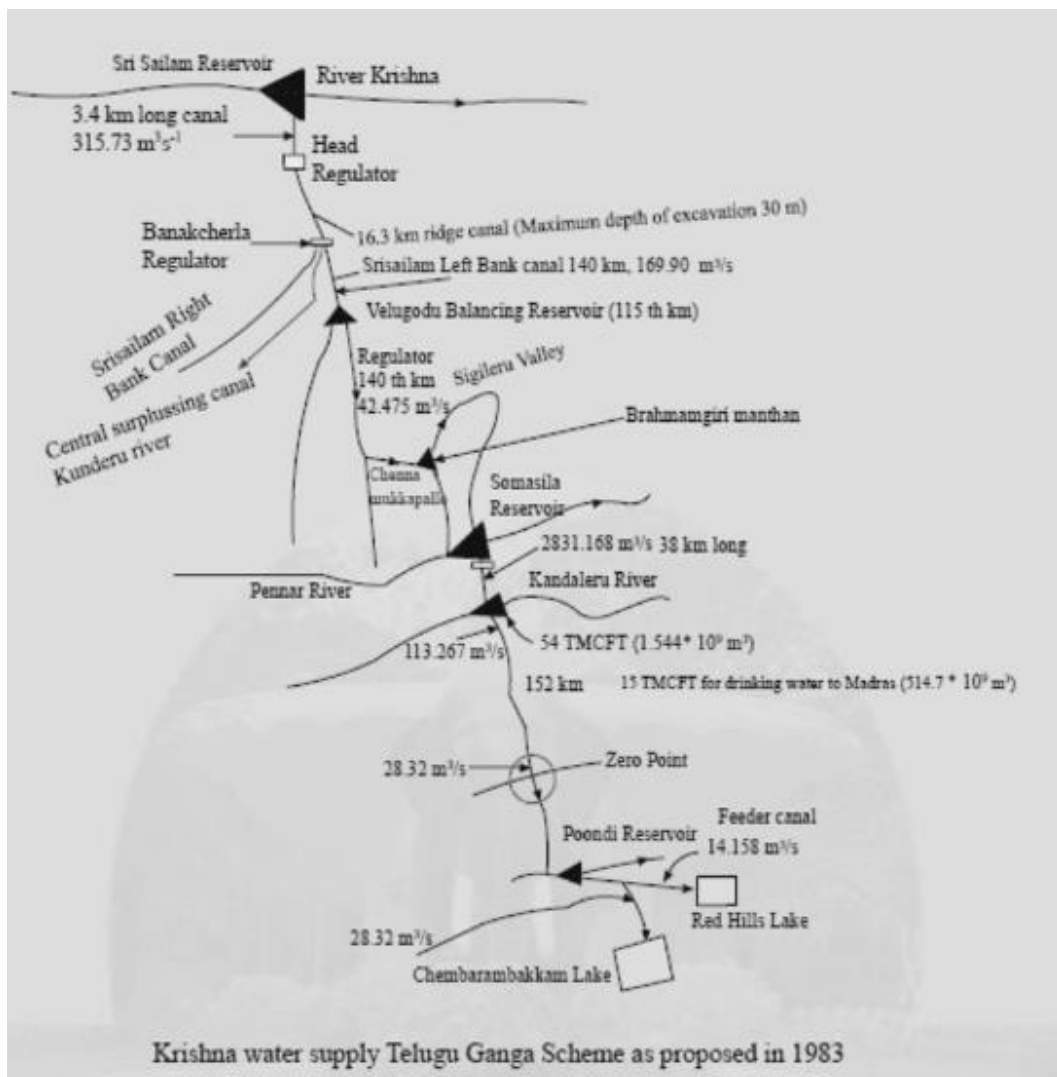 Sri Sailam Reservoir
River Krishna
3.4 km long canal
315.73 m³s⁻¹
Head
Regulator
16.3 km ridge canal (Maximum depth of excavation 30 m)
Banakcherla
Regulator
Srisailam Left Bank canal 140 km, 169.90 m³/s
Velugodu Balancing Reservoir (115 th km)
Srisailam Right
Bank Canal
Regulator
140 th km
42.475 m³/s
Sigileru Valley
Central surplussing canal
Kunderu river
Brahmamgiri manthan
Channa
mukkapalle
Somasila
Reservoir
2831.168 m³/s 38 km long
Pennar River
Kandaleru River
113.267 m³/s
54 TMCFT (1.544* 10⁹ m³)
152 km
15 TMCFT for drinking water to Madras (514.7 * 10⁹ m³)
28.32 m³/s
Zero Point
Poondi Reservoir
Feeder canal
14.158 m³/s
Red Hills Lake
28.32 m³/s
Chembarambakkam Lake
Krishna water supply Telugu Ganga Scheme as proposed in 1983